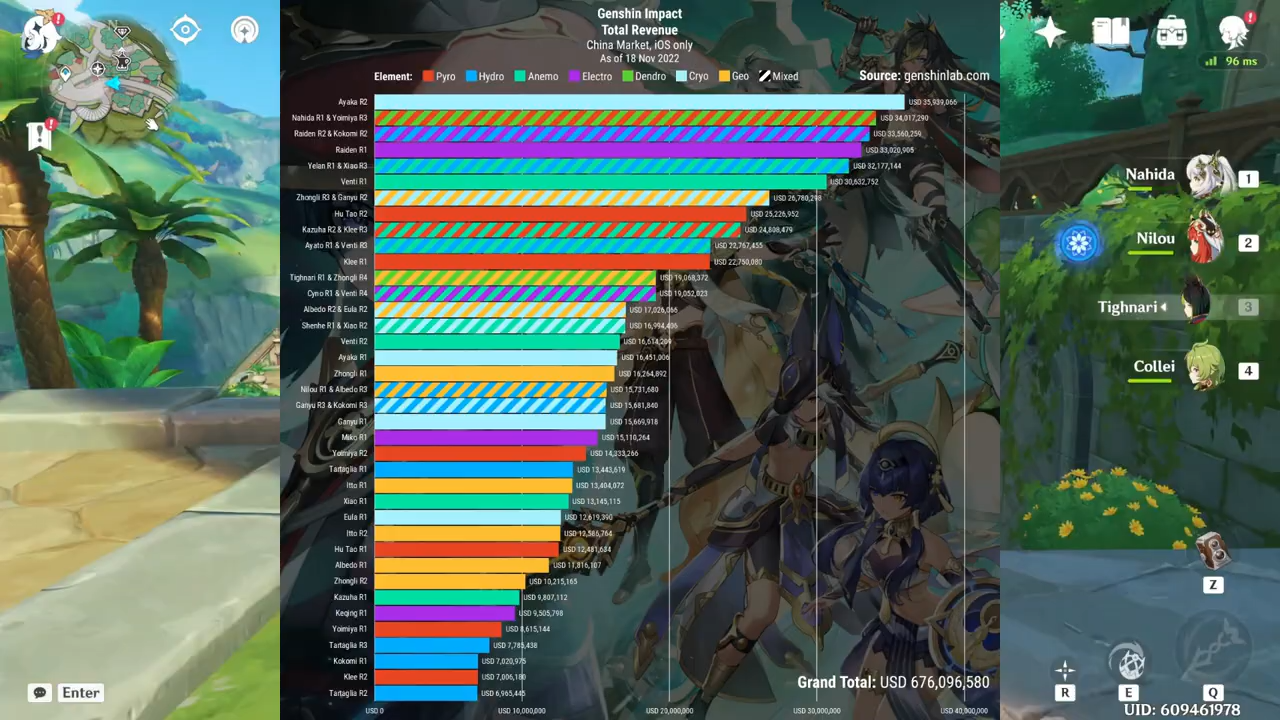 Genshin Impact
Total Revenue
China Market, iOS only
As of 18 Nov 2022
Element: Pyro Hydro Anemo Electro Dendro Cryo Geo Mixed
Source: genshinlab.com
Ayaka R2 USD 35,939,066
Nahida R1 & Yoimiya R3 USD 34,017,290
Raiden R2 & Kokomi R2 USD 33,560,259
Raiden R1 USD 33,020,905
Yelan R1 & Xiao R3 USD 32,177,144
Venti R1 USD 30,632,752
Zhongli R3 & Ganyu R2 USD 26,780,298
Hu Tao R2 USD 25,226,952
Kazuha R2 & Klee R3 USD 24,808,479
Ayato R1 & Venti R3 USD 22,767,455
Klee R1 USD 22,750,080
Tighnari R1 & Zhongli R4 USD 19,068,372
Cyno R1 & Venti R4 USD 19,052,023
Albedo R2 & Eula R2 USD 17,026,065
Shenhe R1 & Xiao R2 USD 16,994,406
Venti R2 USD 16,614,209
Ayaka R1 USD 16,451,006
Zhongli R1 USD 16,264,892
Nilou R1 & Albedo R3 USD 15,731,680
Ganyu R3 & Kokomi R3 USD 15,681,840
Ganyu R1 USD 15,669,918
Miko R1 USD 15,110,264
Yoimiya R2 USD 14,333,266
Tartaglia R1 USD 13,443,619
Itto R1 USD 13,404,072
Xiao R1 USD 13,145,115
Eula R1 USD 12,619,390
Itto R2 USD 12,586,764
Hu Tao R1 USD 12,481,634
Albedo R1 USD 11,816,107
Zhongli R2 USD 10,215,165
Kazuha R1 USD 9,807,112
Keqing R1 USD 9,505,798
Yoimiya R1 USD 8,615,144
Tartaglia R3 USD 7,785,438
Kokomi R1 USD 7,020,975
Klee R2 USD 7,006,180
Tartaglia R2 USD 6,965,445
Grand Total: USD 676,096,580
USD 0 USD 10,000,000 USD 20,000,000 USD 30,000,000 USD 40,000,000
N
Enter
96 ms
Nahida 1
Nilou 2
Tighnari 3
Collei 4
Z
R E Q
UID: 609461978